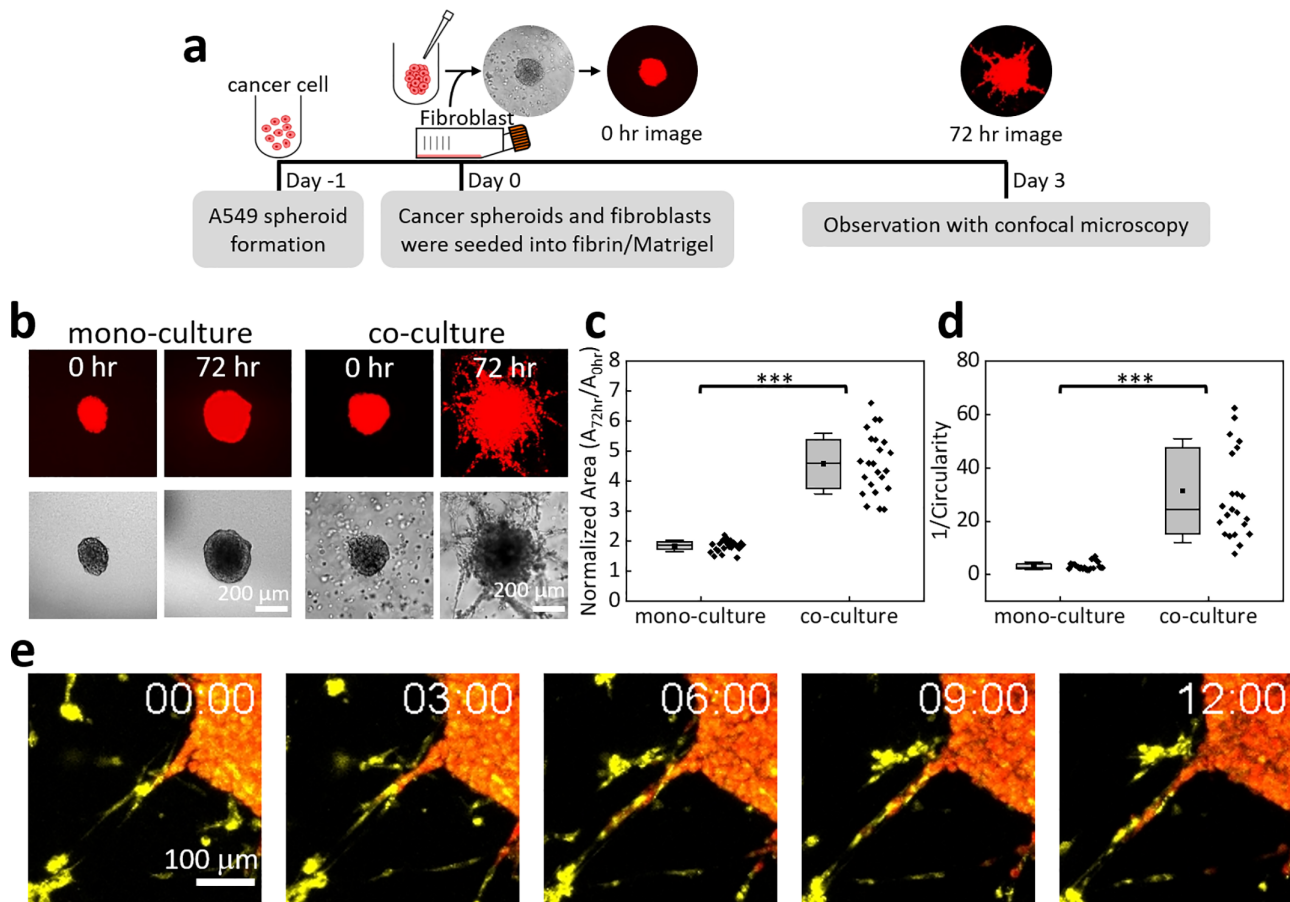 a
cancer cell
Fibroblast
0 hr image
72 hr image
Day -1
Day 0
Day 3
A549 spheroid
formation
Cancer spheroids and fibroblasts
were seeded into fibrin/Matrigel
Observation with confocal microscopy
b
mono-culture
co-culture
0 hr
72 hr
0 hr
72 hr
200 µm
200 µm
c
Normalized Area (A72hr/A0hr)
8
7
6
5
4
3
2
1
0
***
mono-culture
co-culture
d
1/Circularity
80
60
40
20
0
***
mono-culture
co-culture
e
00:00
03:00
06:00
09:00
12:00
100 µm